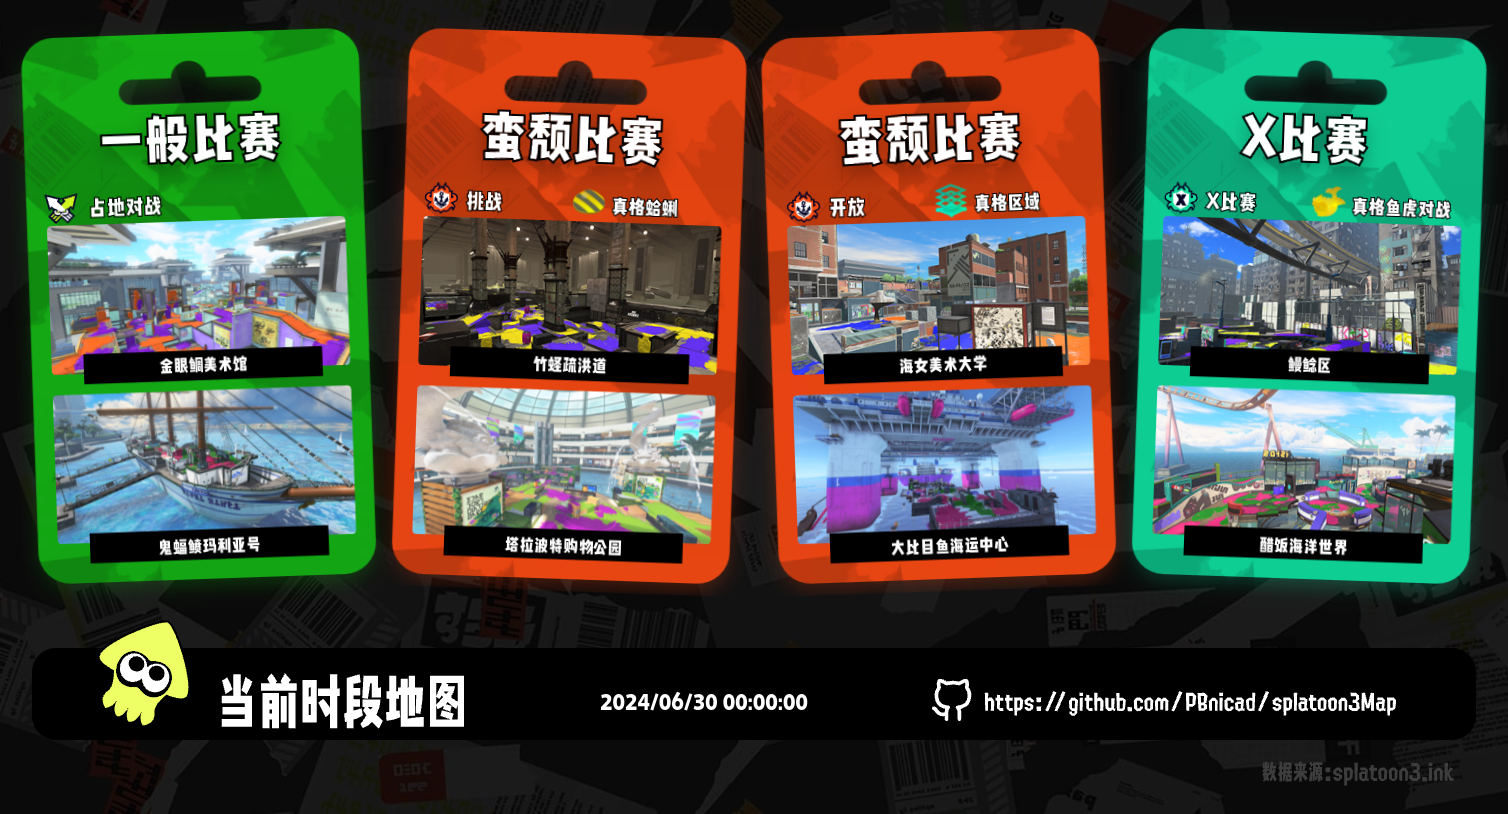 一般比赛
占地对战
金眼鲷美术馆
鬼蝠鲼玛利亚号
蛮颓比赛
挑战
真格蛤蜊
竹蛏疏洪道
塔拉波特购物公园
蛮颓比赛
开放
真格区域
海女美术大学
大比目鱼海运中心
X比赛
X比赛
真格鱼虎对战
鳗鲶区
醋饭海洋世界
当前时段地图
2024/06/30 00:00:00
https://github.com/PBnicad/splatoon3Map
数据来源:splatoon3.ink